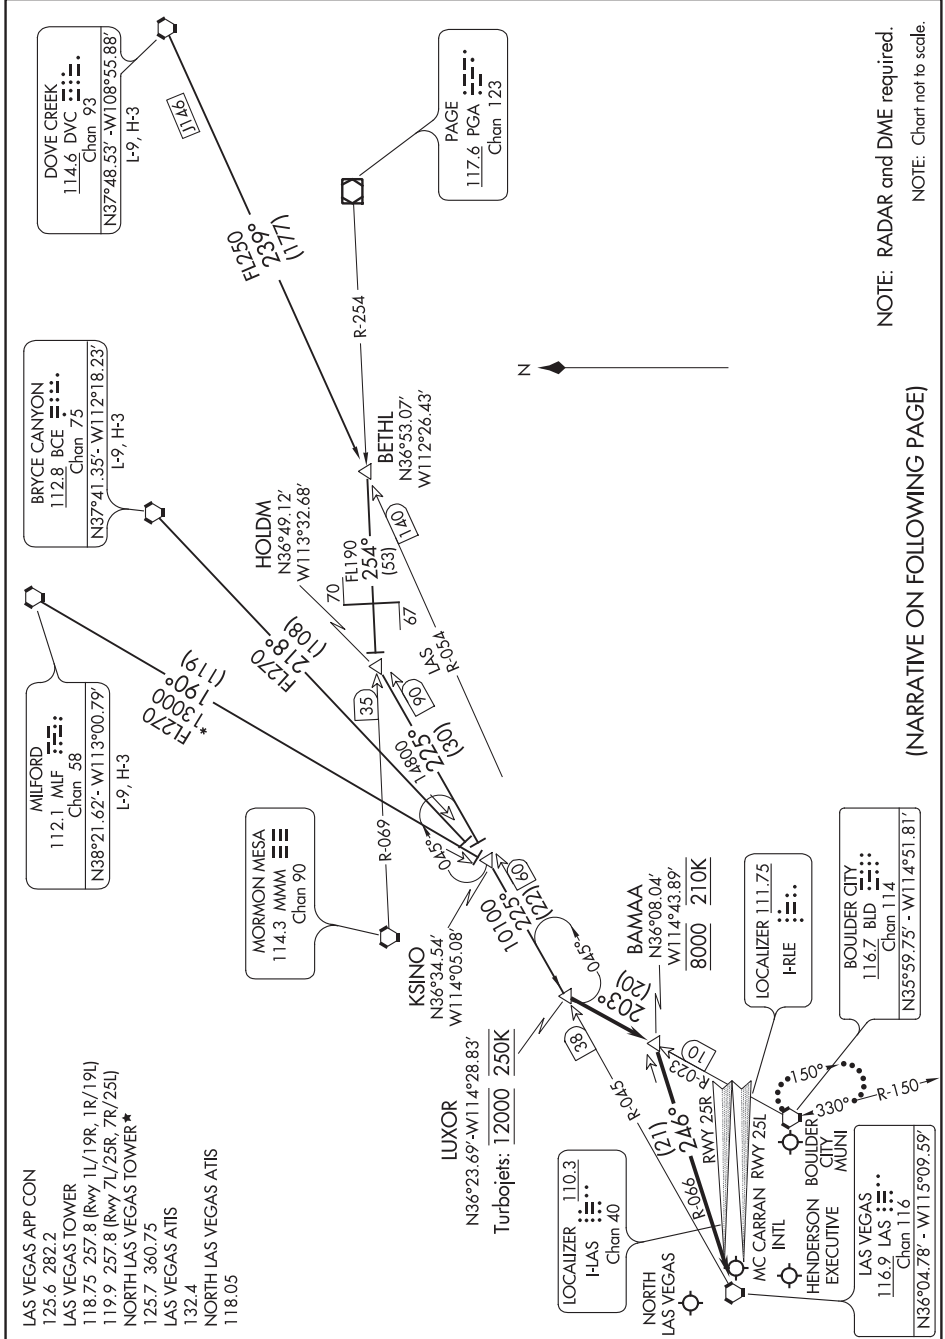 LAS VEGAS APP CON
125.6 282.2
LAS VEGAS TOWER
118.75 257.8 (Rwy 1L/19R, 1R/19L)
119.9 257.8 (Rwy 7L/25R, 7R/25L)
NORTH LAS VEGAS TOWER★
125.7 360.75
LAS VEGAS ATIS
132.4
NORTH LAS VEGAS ATIS
118.05
MILFORD
112.1 MLF
Chan 58
N38°21.62′ - W113°00.79′
L-9, H-3
BRYCE CANYON
112.8 BCE
Chan 75
N37°41.35′ - W112°18.23′
L-9, H-3
DOVE CREEK
114.6 DVC
Chan 93
N37°48.53′ -W108°55.88′
L-9, H-3
J146
FL250
239°
(177)
PAGE
117.6 PGA
Chan 123
R-254
FL270
*13000
190°
(119)
FL270
218°
(108)
HOLDM
N36°49.12′
W113°32.68′
BETHL
N36°53.07′
W112°26.43′
70
67
FL190
254°
(53)
140
LAS
R-054
90
35
MORMON MESA
114.3 MMM
Chan 90
R-069
14800
225°
(30)
045°
KSINO
N36°34.54′
W114°05.08′
60
10100
225°
(22)
045°
LUXOR
N36°23.69′-W114°28.83′
Turbojets: 12000 250K
38
R-045
203°
(20)
BAMAA
N36°08.04′
W114°43.89′
8000 210K
10
R-023
(21)
246°
R-066
LOCALIZER 110.3
I-LAS
Chan 40
RWY 25R
RWY 25L
LOCALIZER 111.75
I-RLE
NORTH
LAS VEGAS
MC CARRAN
INTL
HENDERSON
EXECUTIVE
BOULDER
CITY
MUNI
BOULDER CITY
116.7 BLD
Chan 114
N35°59.75′ - W114°51.81′
150°
330°
R-150
LAS VEGAS
116.9 LAS
Chan 116
N36°04.78′ - W115°09.59′
N
NOTE: RADAR and DME required.
NOTE: Chart not to scale.
(NARRATIVE ON FOLLOWING PAGE)